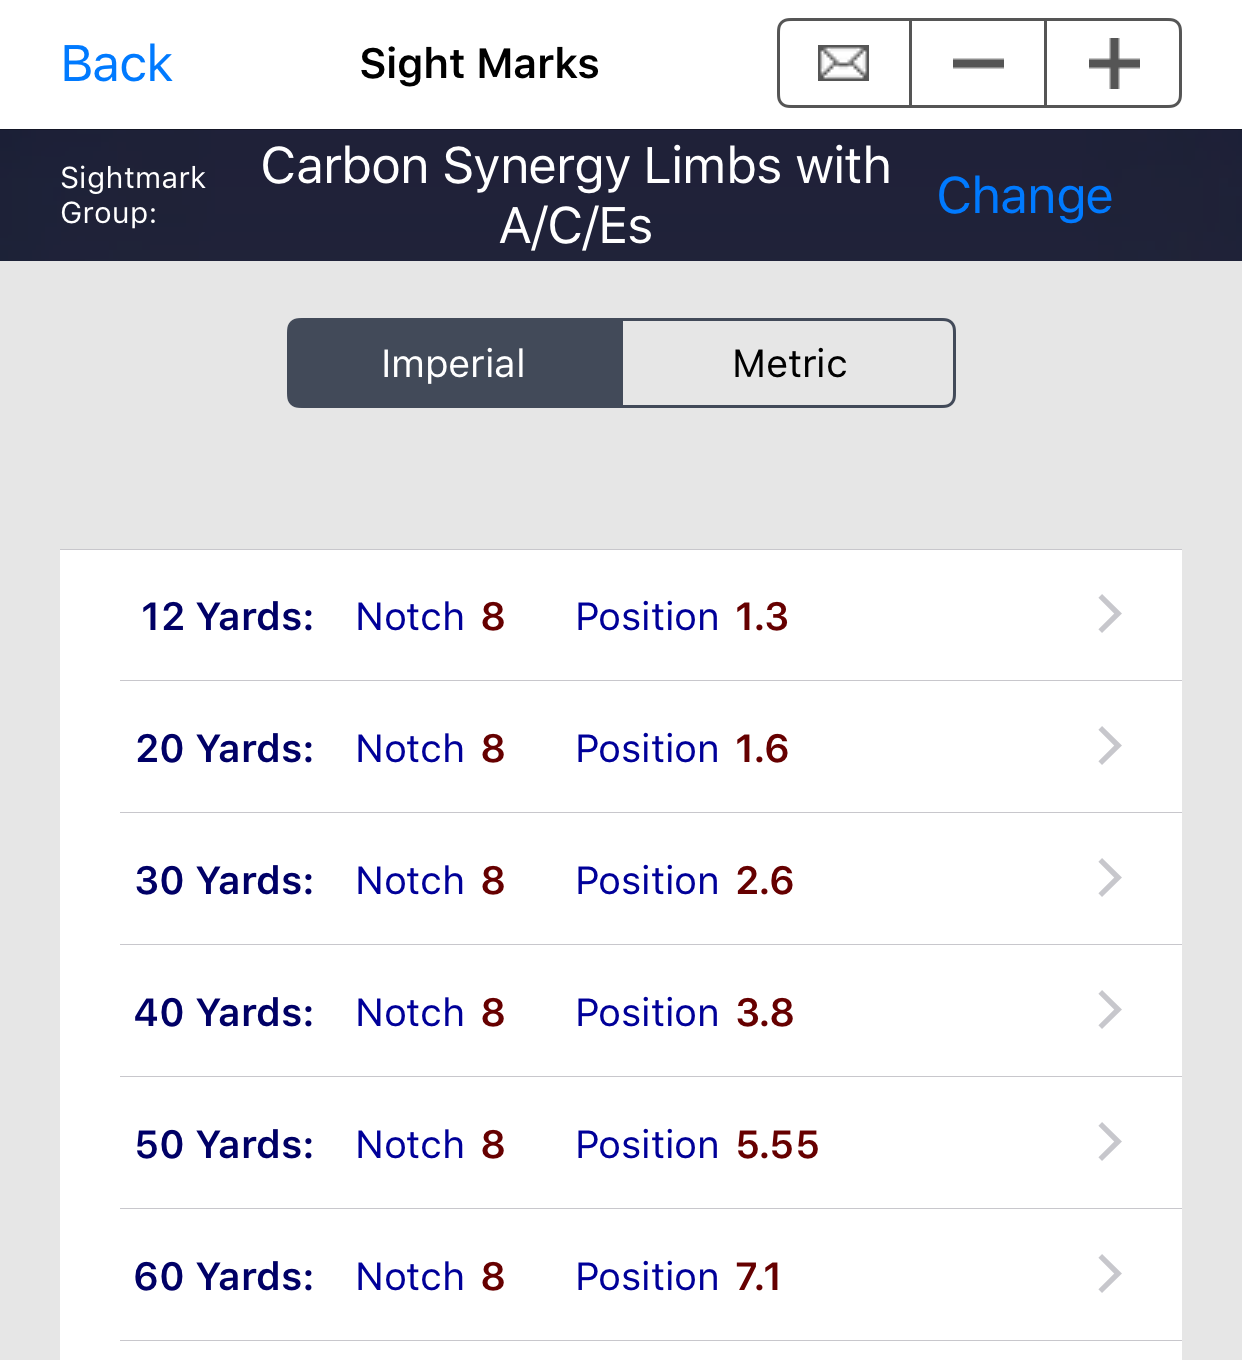 Back Sight Marks
Sightmark
Group:
Carbon Synergy Limbs with
A/C/Es
Change
Imperial Metric
12 Yards: Notch 8 Position 1.3
20 Yards: Notch 8 Position 1.6
30 Yards: Notch 8 Position 2.6
40 Yards: Notch 8 Position 3.8
50 Yards: Notch 8 Position 5.55
60 Yards: Notch 8 Position 7.1